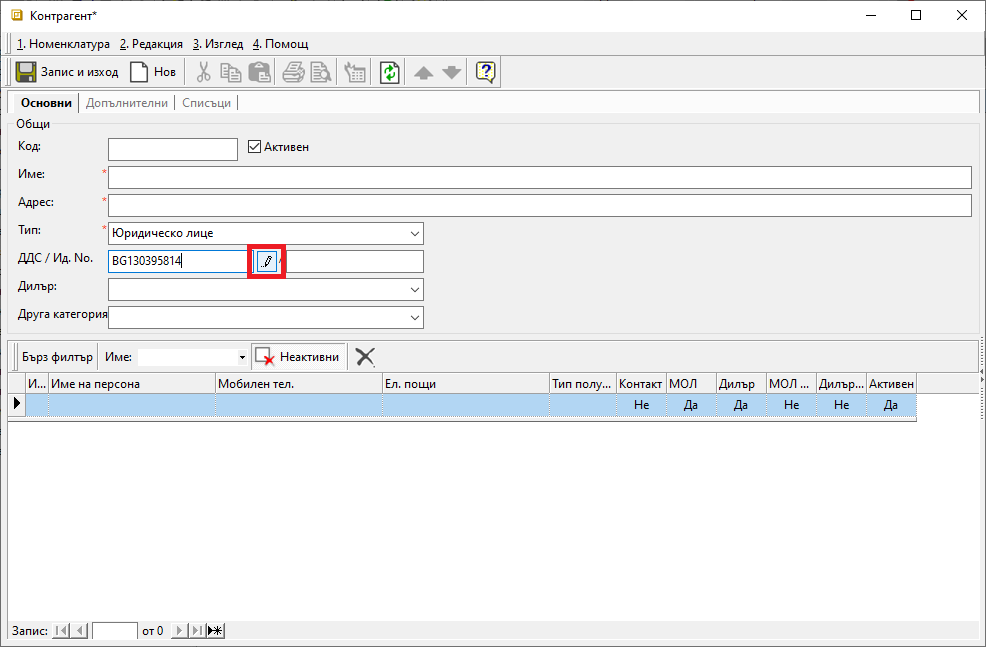 Контрагент*
1. Номенклатура 2. Редакция 3. Изглед 4. Помощ
Запис и изход Нов
Основни Допълнителни Списъци
Общи
Код: Активен
Име: *
Адрес: *
Тип: * Юридическо лице
ДДС / Ид. No. BG130395814
Дилър:
Друга категория
Бърз филтър Име: Неактивни
И... Име на персона Мобилен тел. Ел. пощи Тип полу... Контакт МОЛ Дилър МОЛ ... Дилър... Активен
Не Да Да Не Не Да
Запис: от 0